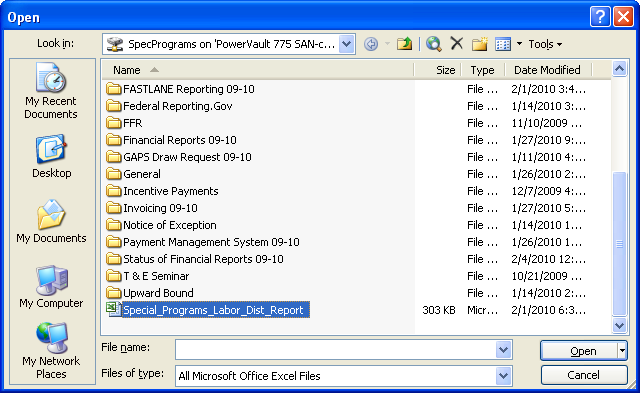 Open
Look in: SpecPrograms on 'PowerVault 775 SAN-c... Tools
My Recent Documents
Desktop
My Documents
My Computer
My Network Places
Name Size Type Date Modified
FASTLANE Reporting 09-10 File ... 2/1/2010 3:4...
Federal Reporting.Gov File ... 1/14/2010 3:...
FFR File ... 11/10/2009 ...
Financial Reports 09-10 File ... 1/27/2010 9:...
GAPS Draw Request 09-10 File ... 1/11/2010 4:...
General File ... 1/26/2010 2:...
Incentive Payments File ... 12/7/2009 4:...
Invoicing 09-10 File ... 1/27/2010 5:...
Notice of Exception File ... 1/14/2010 1:...
Payment Management System 09-10 File ... 1/26/2010 1:...
Status of Financial Reports 09-10 File ... 2/4/2010 12:...
T & E Seminar File ... 10/21/2009 ...
Upward Bound File ... 1/14/2010 2:...
Special_Programs_Labor_Dist_Report 303 KB Micr... 2/1/2010 6:3...
File name: Open
Files of type: All Microsoft Office Excel Files Cancel